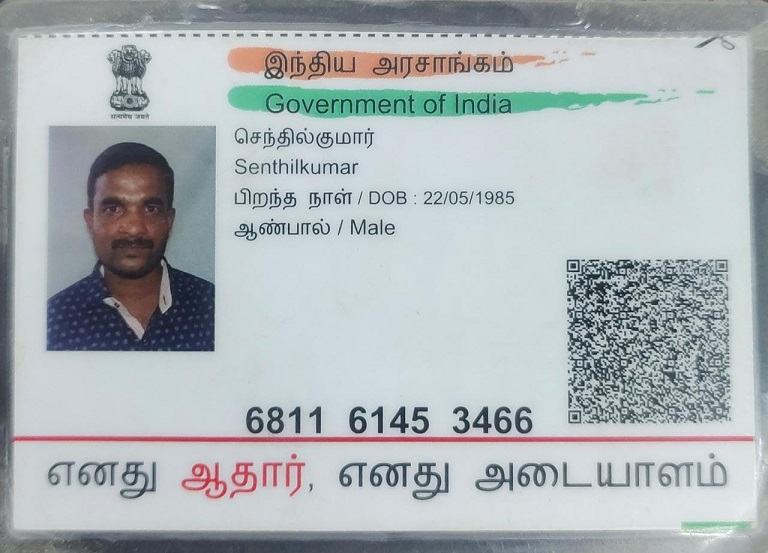 இந்திய அரசாங்கம்
Government of India
सत्यमेव जयते
செந்தில்குமார்
Senthilkumar
பிறந்த நாள் / DOB : 22/05/1985
ஆண்பால் / Male
6811 6145 3466
எனது ஆதார், எனது அடையாளம்